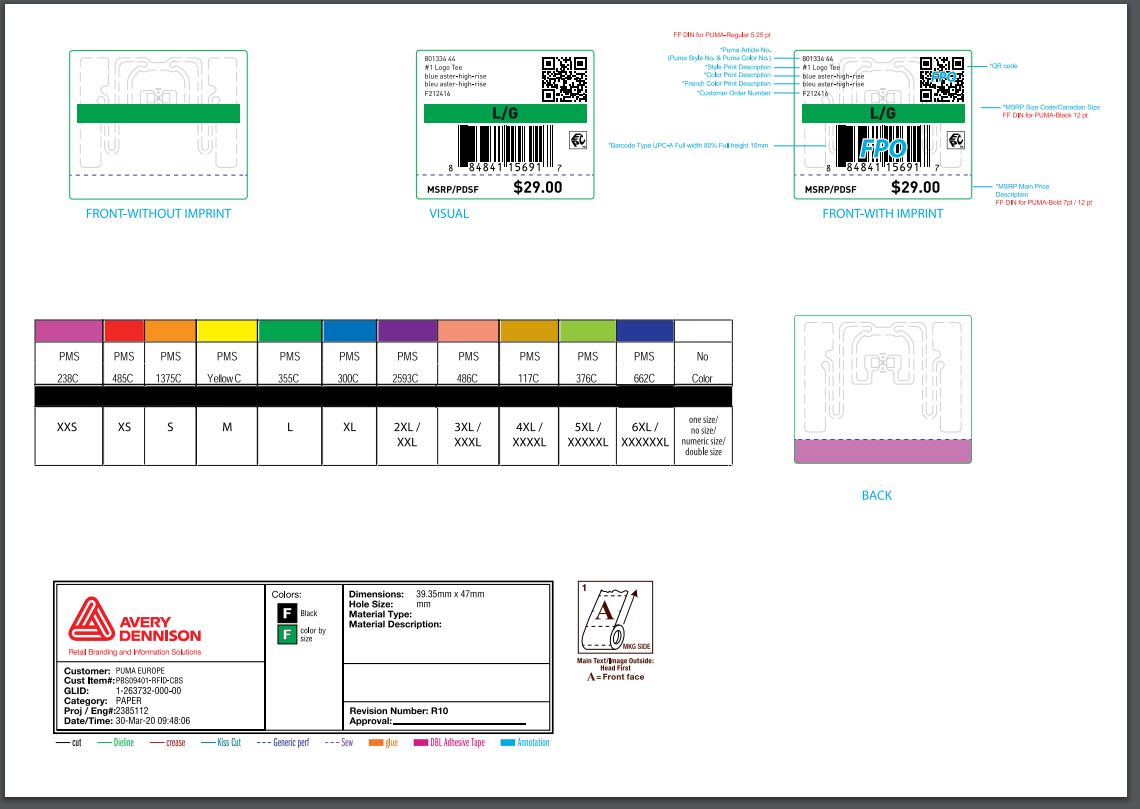 FF DIN for PUMA-Regular 5.25 pt
*Puma Article No.
(Puma Style No. & Puma Color No.)
*Style Print Description
*Color Print Description
*French Color Print Description
*Customer Order Number
*Barcode Type UPC-A Full width 80% Full height 10mm
801334 44
#1 Logo Tee
blue aster-high-rise
bleu aster-high-rise
F212416
L/G
8 84841 15691 7
MSRP/PDSF $29.00
801334 44
#1 Logo Tee
blue aster-high-rise
bleu aster-high-rise
F212416
FPO
L/G
FPO
8 84841 15691 7
MSRP/PDSF $29.00
*QR code
*MSRP Size Code/Canadian Size
FF DIN for PUMA-Black 12 pt
*MSRP Main Price
Description
FF DIN for PUMA-Bold 7pt / 12 pt
FRONT-WITHOUT IMPRINT
VISUAL
FRONT-WITH IMPRINT
PMS PMS PMS PMS PMS PMS PMS PMS PMS PMS PMS No
238C 485C 1375C Yellow C 355C 300C 2593C 486C 117C 376C 662C Color
XXS XS S M L XL 2XL / XXL 3XL / XXXL 4XL / XXXXL 5XL / XXXXXL 6XL / XXXXXXL one size/ no size/ numeric size/ double size
BACK
AVERY
DENNISON
Retail Branding and Information Solutions
Customer: PUMA EUROPE
Cust Item#: PBS09401-RFID-CBS
GLID: 1-263732-000-00
Category: PAPER
Proj / Eng#: 2385112
Date/Time: 30-Mar-20 09:48:06
Colors:
F Black
F color by
size
Dimensions: 39.35mm x 47mm
Hole Size: mm
Material Type:
Material Description:
Revision Number: R10
Approval:
1
A
MKG SIDE
Main Text/Image Outside:
Head First
A = Front face
cut Dieline crease Kiss Cut Generic perf Sew glue DBL Adhesive Tape Annotation